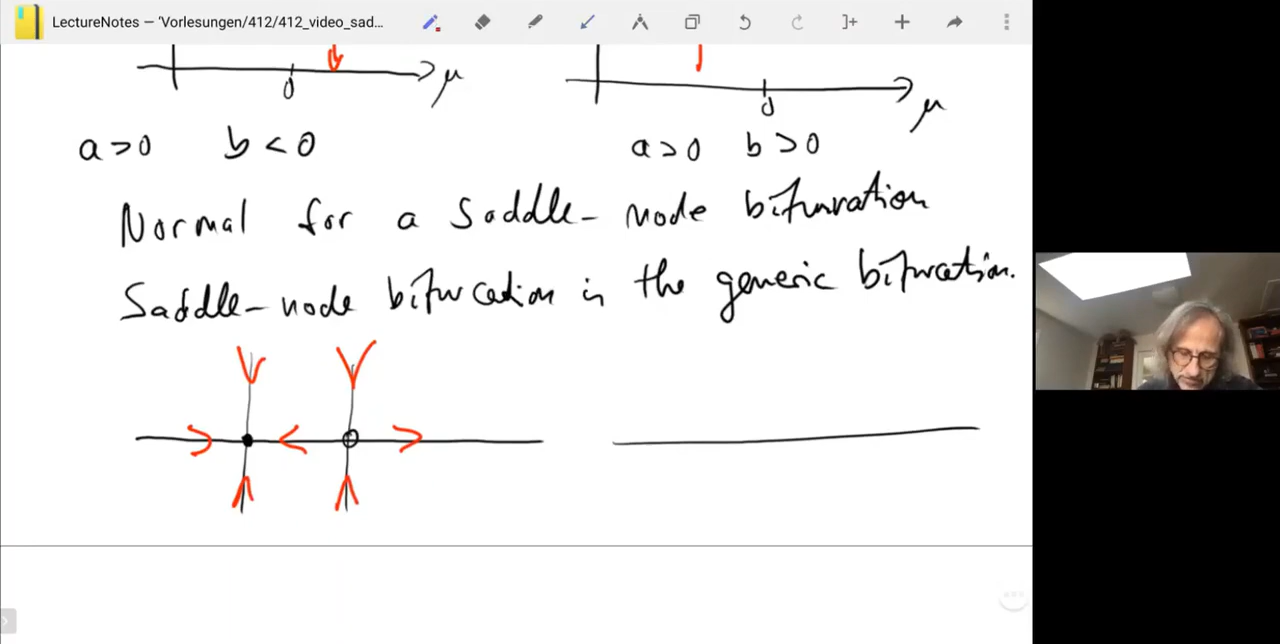 LectureNotes — 'Vorlesungen/412/412_video_sad...
0 μ
0 μ
a > 0 b < 0
a > 0 b > 0
Normal for a saddle-node bifurvation
Saddle-node bifurcation is the generic bifurcation.